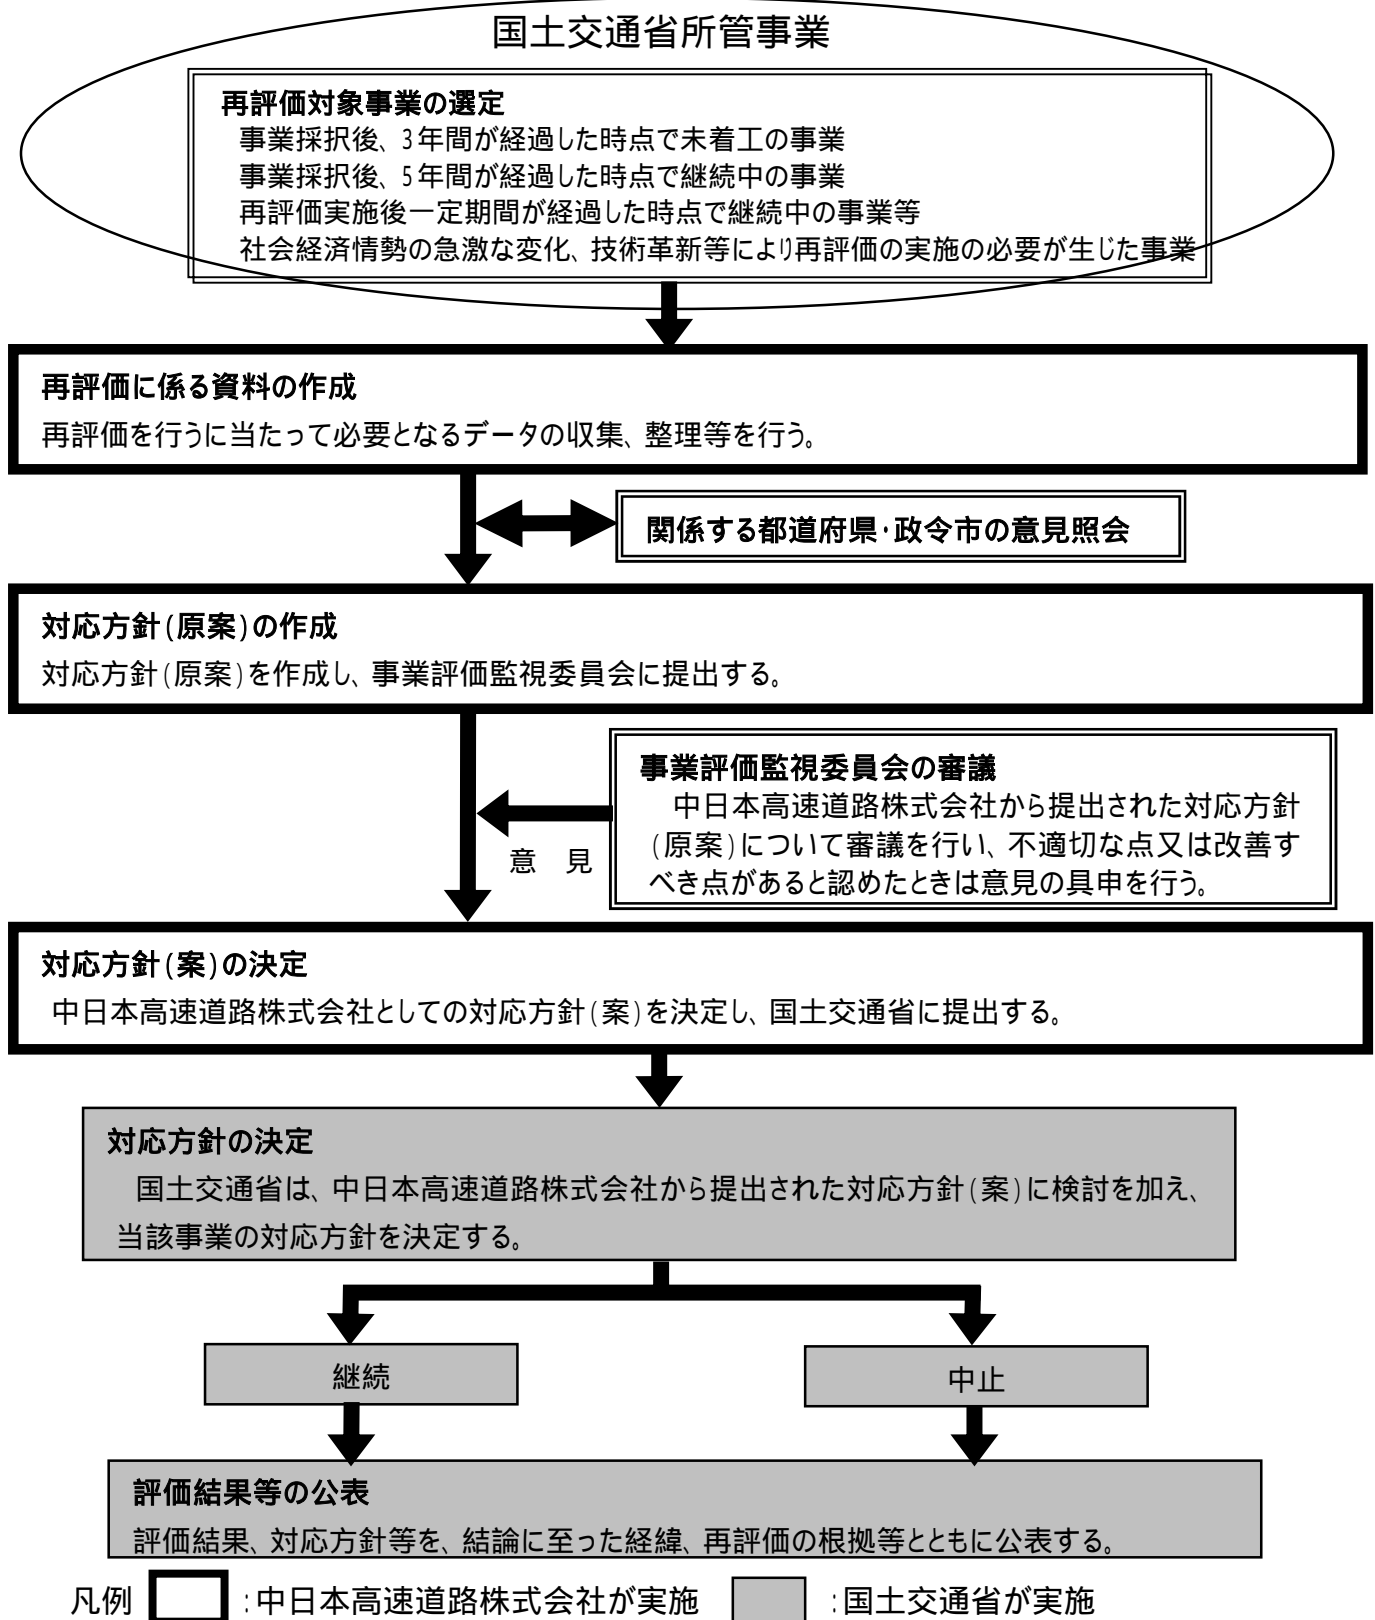 国土交通省所管事業
再評価対象事業の選定
事業採択後、3年間が経過した時点で未着工の事業
事業採択後、5年間が経過した時点で継続中の事業
再評価実施後一定期間が経過した時点で継続中の事業等
社会経済情勢の急激な変化、技術革新等により再評価の実施の必要が生じた事業
再評価に係る資料の作成
再評価を行うに当たって必要となるデータの収集、整理等を行う。
関係する都道府県・政令市の意見照会
対応方針(原案)の作成
対応方針(原案)を作成し、事業評価監視委員会に提出する。
事業評価監視委員会の審議
中日本高速道路株式会社から提出された対応方針
(原案)について審議を行い、不適切な点又は改善す
べき点があると認めたときは意見の具申を行う。
意 見
対応方針(案)の決定
中日本高速道路株式会社としての対応方針(案)を決定し、国土交通省に提出する。
対応方針の決定
国土交通省は、中日本高速道路株式会社から提出された対応方針(案)に検討を加え、
当該事業の対応方針を決定する。
継続
中止
評価結果等の公表
評価結果、対応方針等を、結論に至った経緯、再評価の根拠等とともに公表する。
凡例 :中日本高速道路株式会社が実施 :国土交通省が実施